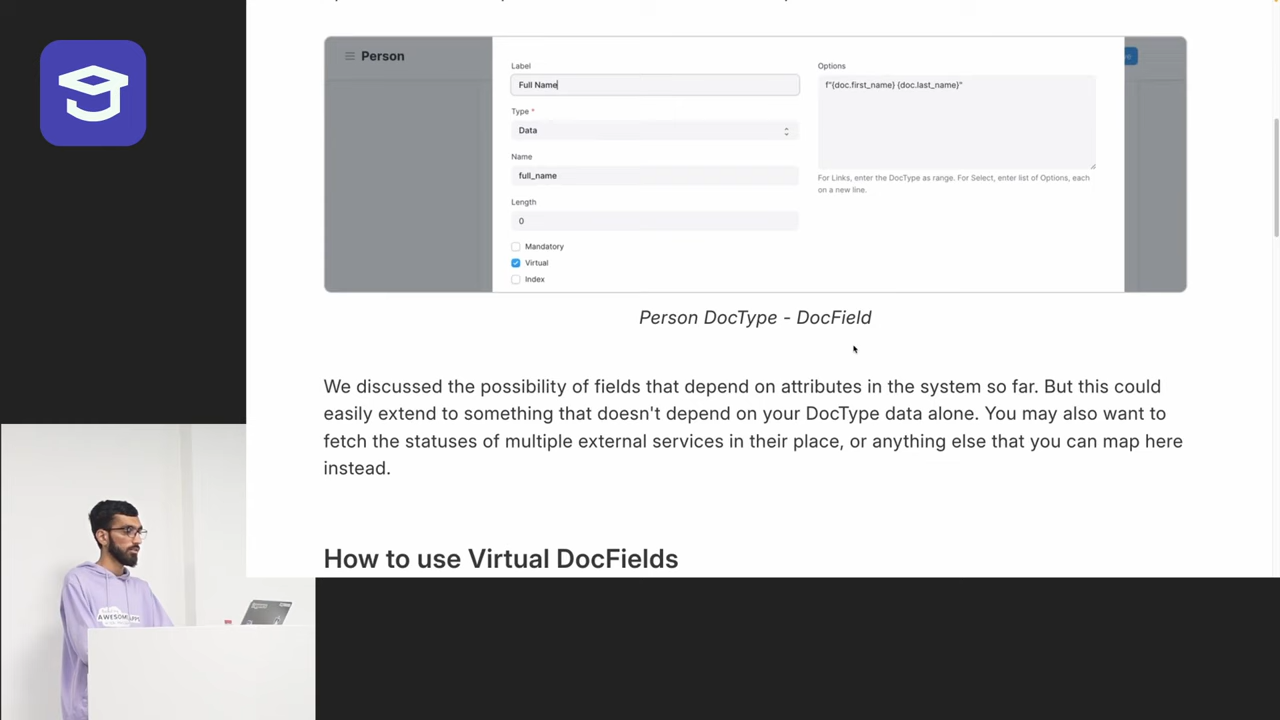 Person
Label
Full Name
Type *
Data
Name
full_name
Length
0
Mandatory
Virtual
Index
Options
f"{doc.first_name} {doc.last_name}"
For Links, enter the DocType as range. For Select, enter list of Options, each
on a new line.
Person DocType - DocField
We discussed the possibility of fields that depend on attributes in the system so far. But this could
easily extend to something that doesn't depend on your DocType data alone. You may also want to
fetch the statuses of multiple external services in their place, or anything else that you can map here
instead.
How to use Virtual DocFields
AWESOME